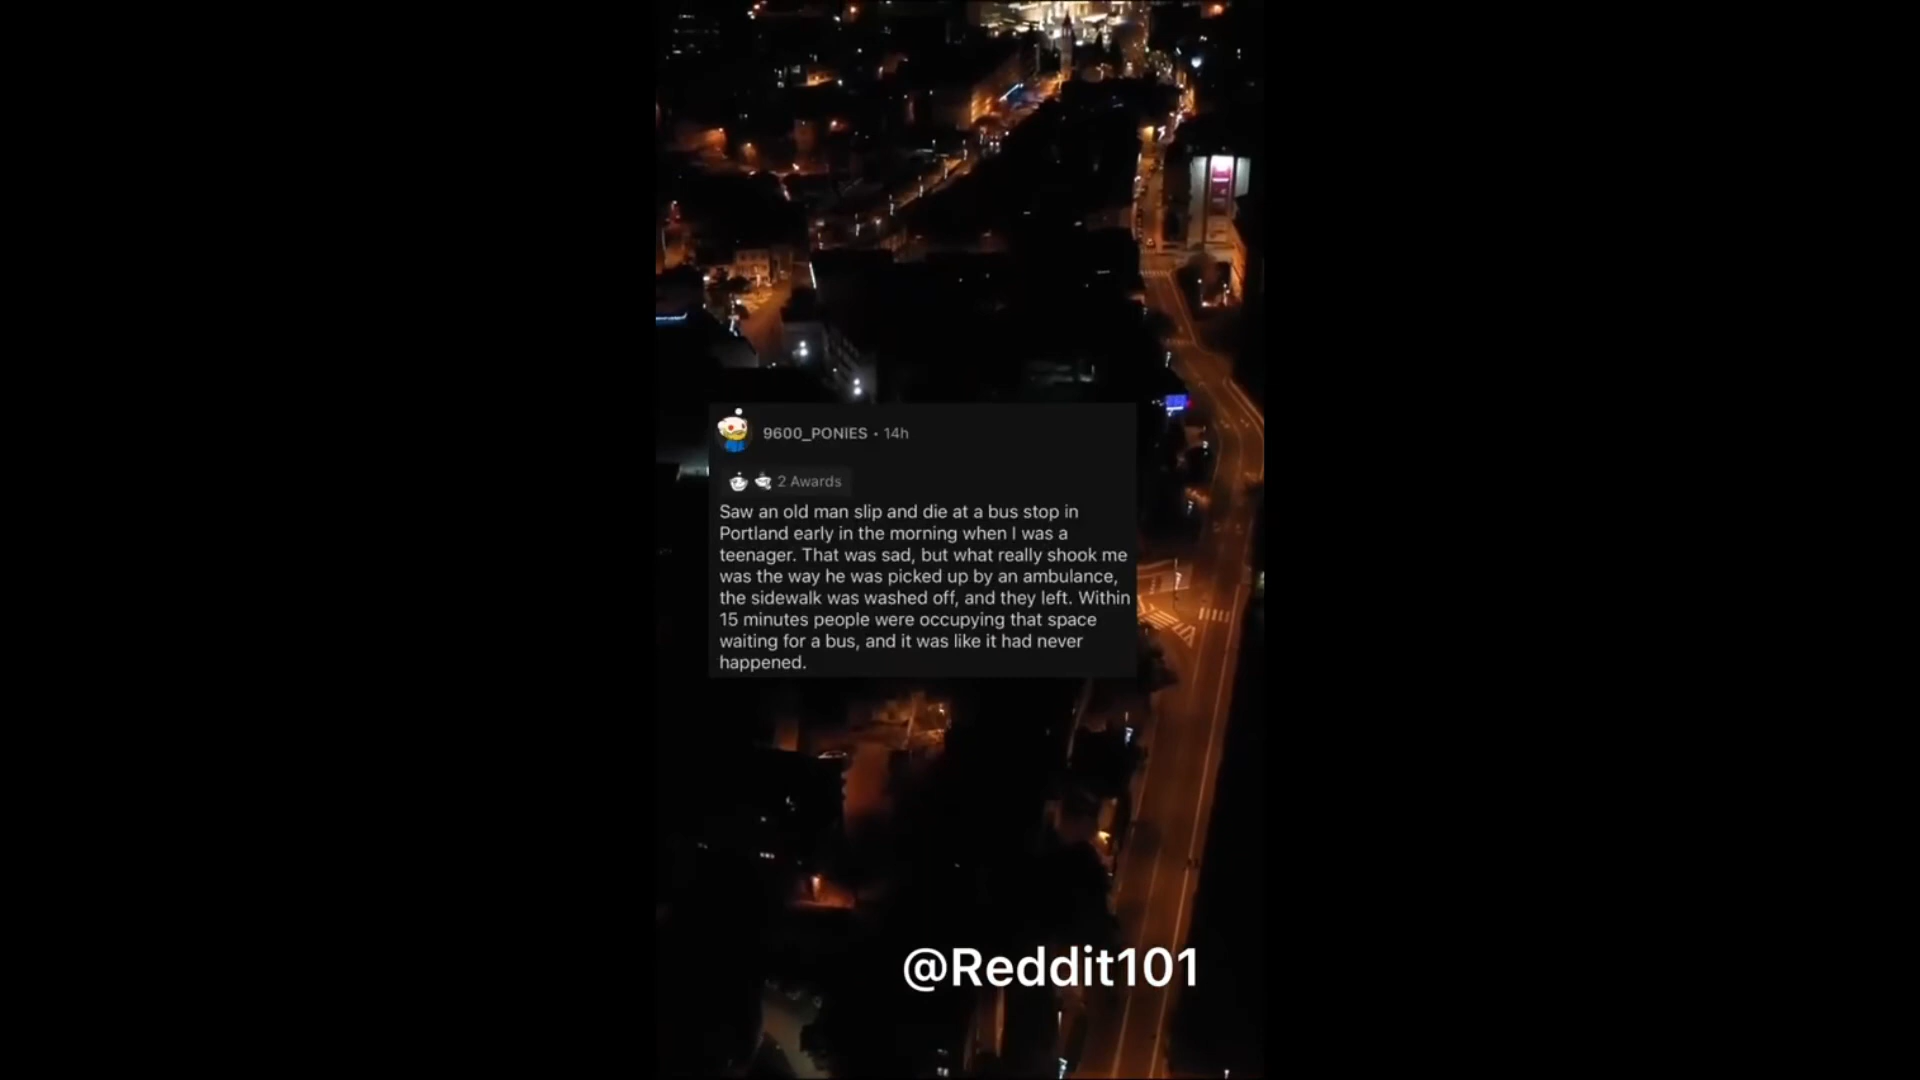 9600_PONIES • 14h
2 Awards
Saw an old man slip and die at a bus stop in
Portland early in the morning when I was a
teenager. That was sad, but what really shook me
was the way he was picked up by an ambulance,
the sidewalk was washed off, and they left. Within
15 minutes people were occupying that space
waiting for a bus, and it was like it had never
happened.
@Reddit101